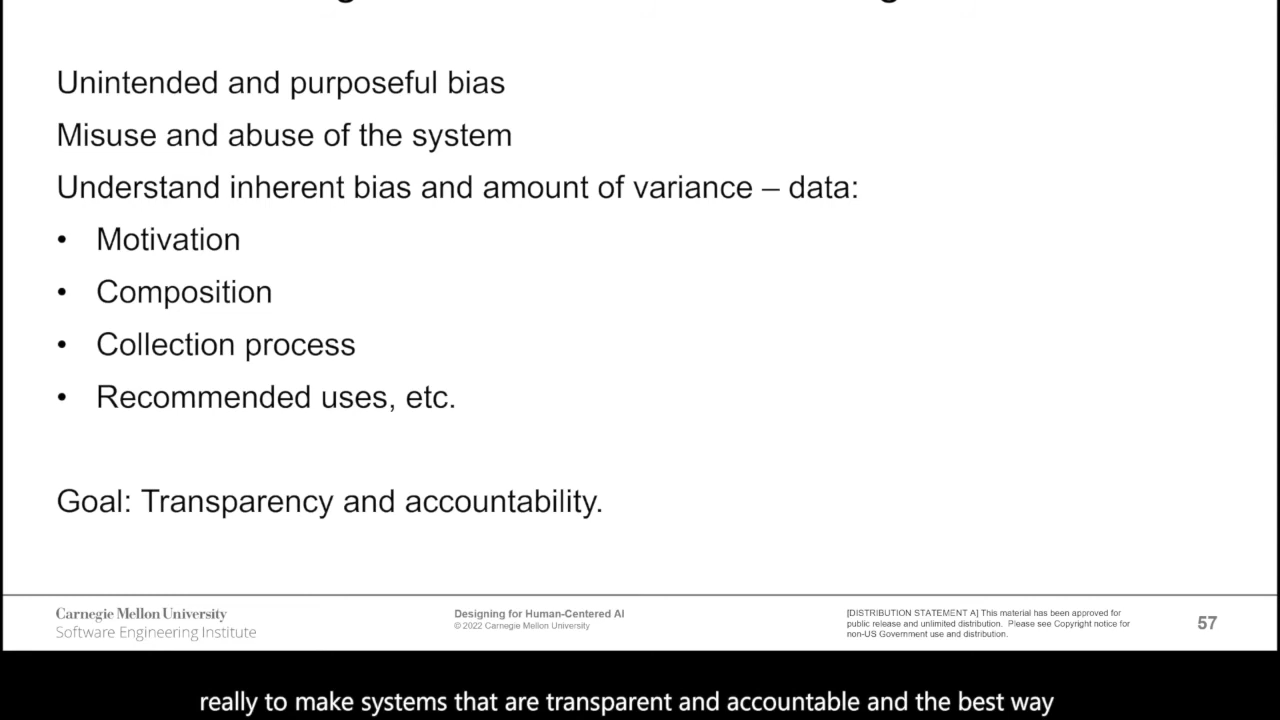 Unintended and purposeful bias
Misuse and abuse of the system
Understand inherent bias and amount of variance – data:
• Motivation
• Composition
• Collection process
• Recommended uses, etc.
Goal: Transparency and accountability.
Carnegie Mellon University
Software Engineering Institute
Designing for Human-Centered AI
© 2022 Carnegie Mellon University
[DISTRIBUTION STATEMENT A] This material has been approved for
public release and unlimited distribution. Please see Copyright notice for
non-US Government use and distribution.
57
really to make systems that are transparent and accountable and the best way